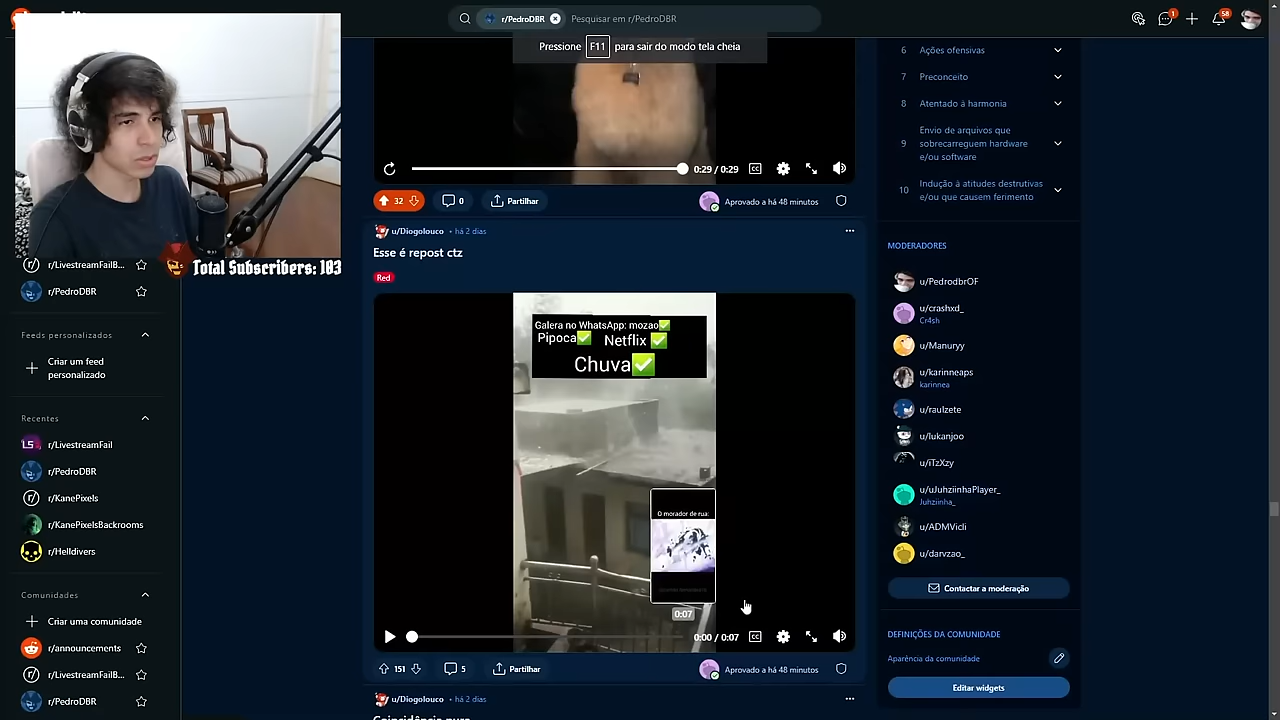 r/PedroDBR
Pesquisar em r/PedroDBR
1
58
Pressione F11 para sair do modo tela cheia
Total Subscribers: 183
r/LivestreamFailB...
r/PedroDBR
Feeds personalizados
Criar um feed
personalizado
Recentes
r/LivestreamFail
r/PedroDBR
r/KanePixels
r/KanePixelsBackrooms
r/Helldivers
Comunidades
Criar uma comunidade
r/announcements
r/LivestreamFailB...
r/PedroDBR
0:29 / 0:29
32
0
Partilhar
Aprovado a há 48 minutos
u/Diogolouco • há 2 dias
Esse é repost ctz
Red
Galera no WhatsApp: mozao✅
Pipoca✅ Netflix ✅
Chuva✅
O morador de rua:
0:07
0:00 / 0:07
151
5
Partilhar
Aprovado a há 48 minutos
u/Diogolouco • há 2 dias
Coincidência pura
6 Ações ofensivas
7 Preconceito
8 Atentado à harmonia
9 Envio de arquivos que
sobrecarreguem hardware
e/ou software
10 Indução à atitudes destrutivas
e/ou que causem ferimento
MODERADORES
u/PedrodbrOF
u/crashxd_
Cr4sh
u/Manuryy
u/karinneaps
karinnea
u/raulzete
u/lukanjoo
u/iTzXzy
u/uJuhziinhaPlayer_
Juhziinha_
u/ADMVicli
u/darvzao_
Contactar a moderação
DEFINIÇÕES DA COMUNIDADE
Aparência da comunidade
Editar widgets